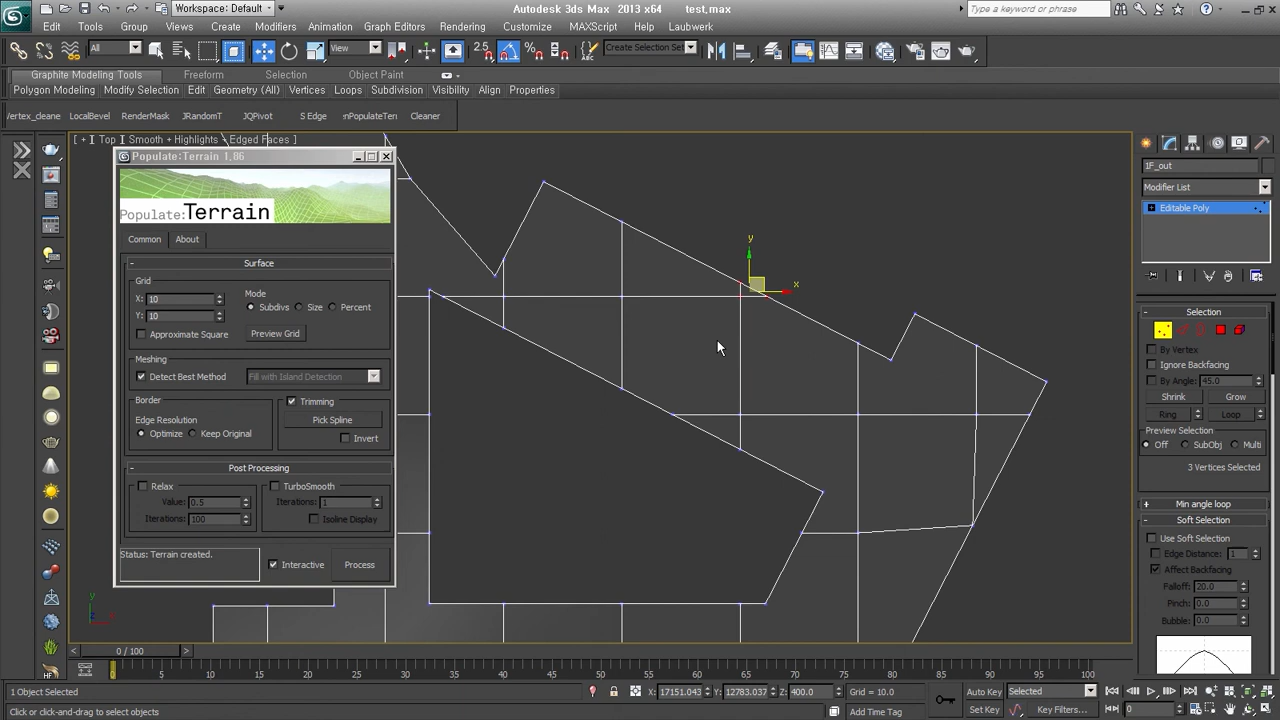 Workspace: Default
Autodesk 3ds Max 2013 x64
test,max
Type a keyword or phrase
Edit
Tools
Group
Views
Create
Modifiers
Animation
Graph Editors
Rendering
Customize
MAXScript
Help
Laubwerk
All
View
2.5
Create Selection Set
Graphite Modeling Tools
Freeform
Selection
Object Paint
Polygon Modeling
Modify Selection
Edit
Geometry (All)
Vertices
Loops
Subdivision
Visibility
Align
Properties
Vertex_cleane
LocalBevel
RenderMask
JRandomT
JQPivot
S Edge
nPopulateTeri
Cleaner
[ + ] Top ] Smooth + Highlights + Edged Faces ]
Populate:Terrain 1,86
Populate:Terrain
Common
About
Surface
Grid
X: 10
Y: 10
Mode
Subdivs
Size
Percent
Approximate Square
Preview Grid
Meshing
Detect Best Method
Fill with Island Detection
Border
Edge Resolution
Optimize
Keep Original
Trimming
Pick Spline
Invert
Post Processing
Relax
Value: 0.5
Iterations: 100
TurboSmooth
Iterations: 1
Isoline Display
Status: Terrain created.
Interactive
Process
y
x
y
1F_out
Modifier List
Editable Poly
Selection
By Vertex
Ignore Backfacing
By Angle: 45.0
Shrink
Grow
Ring
Loop
Preview Selection
Off
SubObj
Multi
3 Vertices Selected
Min angle loop
Soft Selection
Use Soft Selection
Edge Distance: 1
Affect Backfacing
Falloff: 20.0
Pinch: 0.0
Bubble: 0.0
0 / 100
0 5 10 15 20 25 30 35 40 45 50 55 60 65 70 75 80 85 90 95 100
1 Object Selected
X: 17151.043
Y: 12783.037
Z: 400.0
Grid = 10.0
Auto Key
Selected
Click or click-and-drag to select objects
Add Time Tag
Set Key
Key Filters...
0